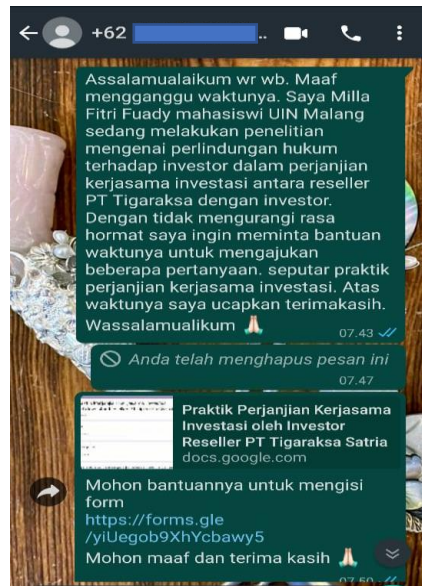 +62 ..
Assalamualaikum wr wb. Maaf
mengganggu waktunya. Saya Milla
Fitri Fuady mahasiswi UIN Malang
sedang melakukan penelitian
mengenai perlindungan hukum
terhadap investor dalam perjanjian
kerjasama investasi antara reseller
PT Tigaraksa dengan investor.
Dengan tidak mengurangi rasa
hormat saya ingin meminta bantuan
waktunya untuk mengajukan
beberapa pertanyaan. seputar praktik
perjanjian kerjasama investasi. Atas
waktunya saya ucapkan terimakasih.
Wassalamualikum 🙏
07.43
Anda telah menghapus pesan ini
07.47
Praktik Perjanjian Kerjasama
Investasi oleh Investor
Reseller PT Tigaraksa Satria
docs.google.com
Mohon bantuannya untuk mengisi
form
https://forms.gle
/yiUegob9XhYcbawy5
Mohon maaf dan terima kasih 🙏
07.50